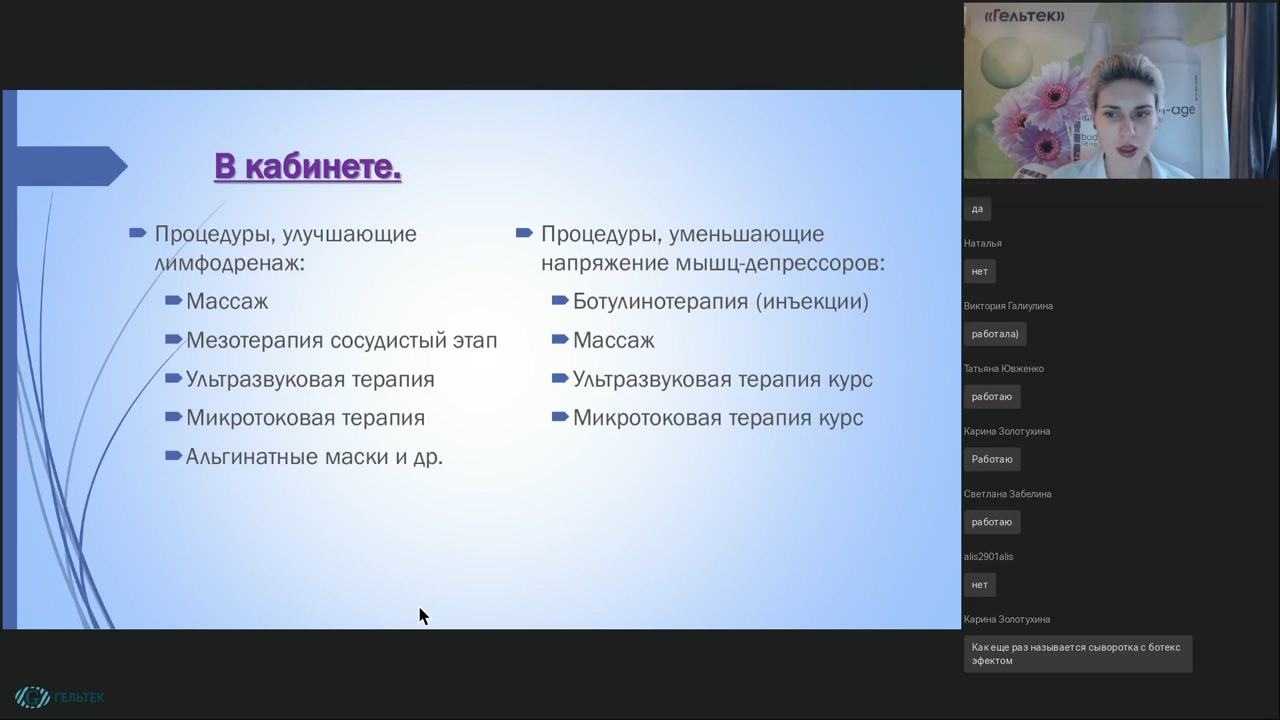 В кабинете.
Процедуры, улучшающие
лимфодренаж:
Массаж
Мезотерапия сосудистый этап
Ультразвуковая терапия
Микротоковая терапия
Альгинатные маски и др.
Процедуры, уменьшающие
напряжение мышц-депрессоров:
Ботулинотерапия (инъекции)
Массаж
Ультразвуковая терапия курс
Микротоковая терапия курс
ГЕЛЬТЕК
«Гельтек»
n-age
да
Наталья
нет
Виктория Галиулина
работала)
Татьяна Ювженко
работаю
Карина Золотухина
Работаю
Светлана Забелина
работаю
alis2901alis
нет
Карина Золотухина
Как еще раз называется сыворотка с ботекс
эфектом